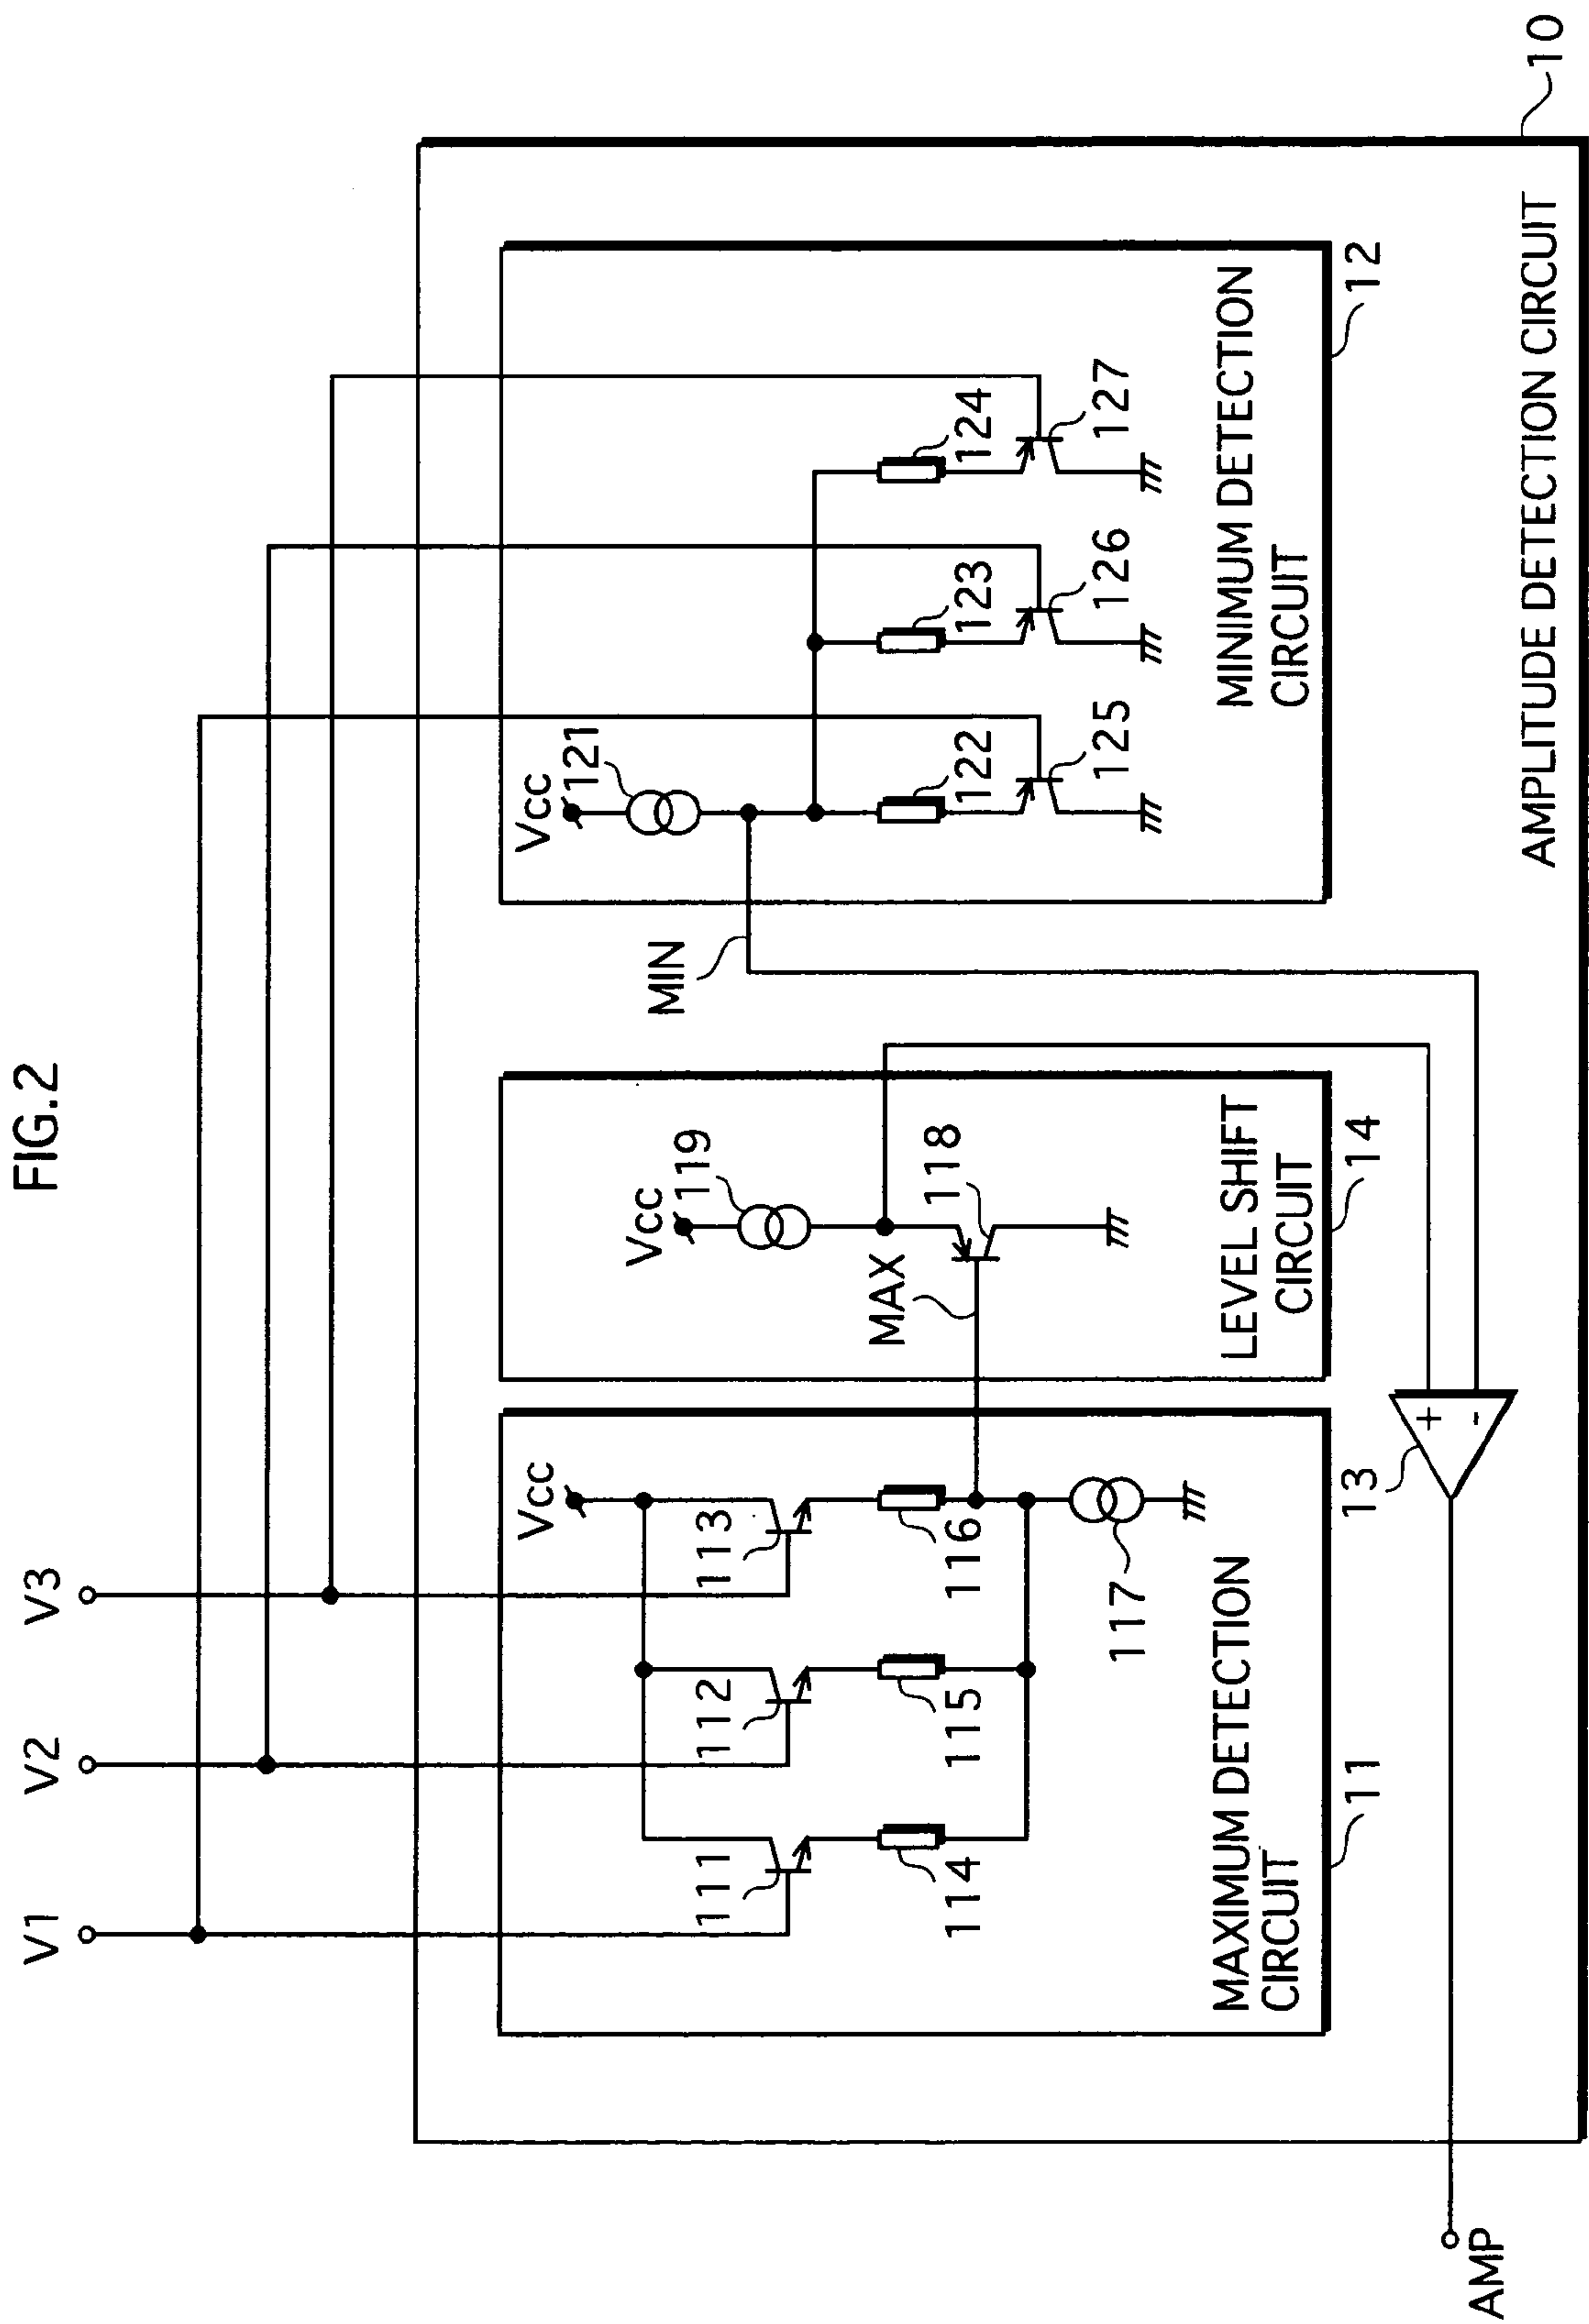 FIG.2
V1
V2
V3
Vcc
111
112
113
114
115
116
117
MAXIMUM DETECTION
CIRCUIT
11
Vcc
119
118
MAX
LEVEL SHIFT
CIRCUIT
14
MIN
Vcc
121
122
123
124
125
126
127
MINIMUM DETECTION
CIRCUIT
12
13
+
-
AMP
AMPLITUDE DETECTION CIRCUIT
10